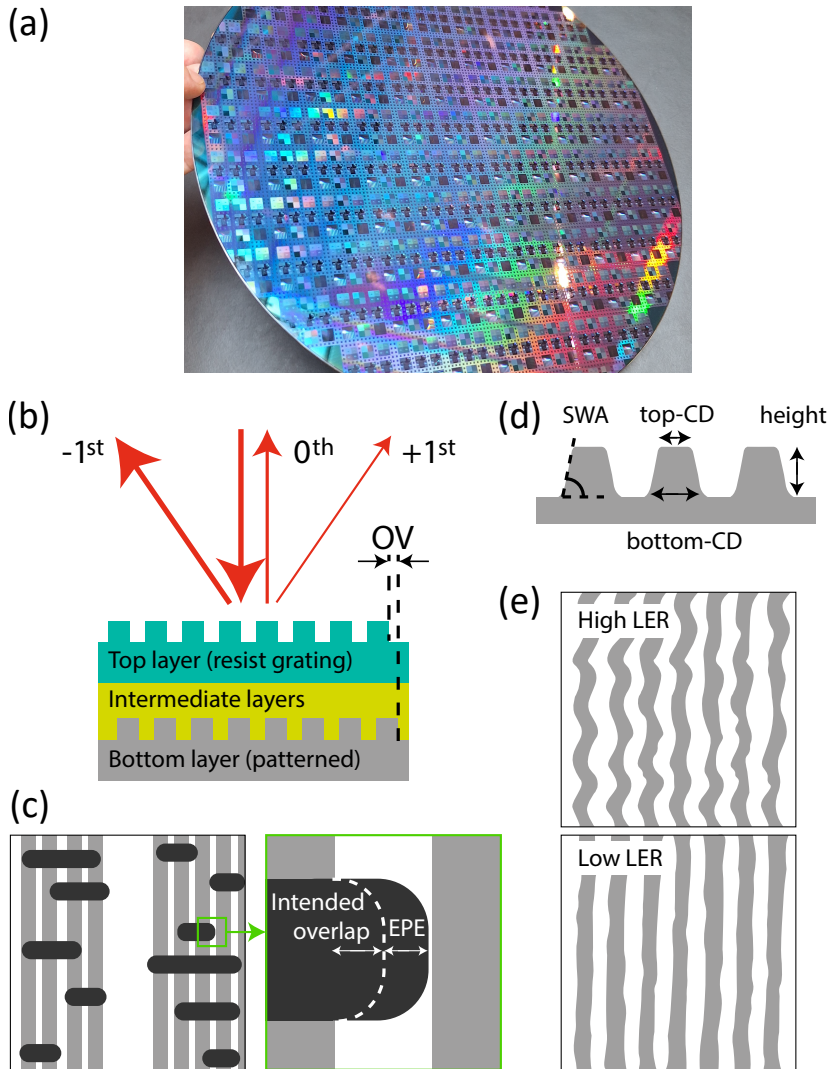 (a)
(b)
-1st
0th
+1st
OV
Top layer (resist grating)
Intermediate layers
Bottom layer (patterned)
(c)
Intended
overlap
EPE
(d)
SWA
top-CD
height
bottom-CD
(e)
High LER
Low LER